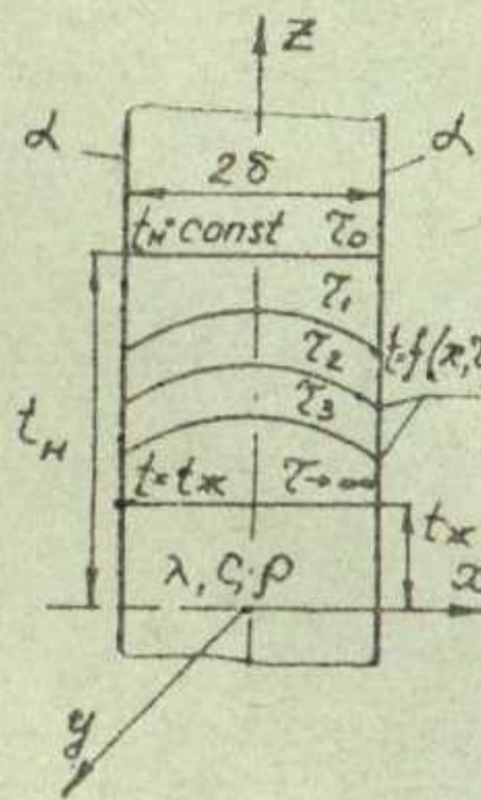 z
α α
2δ
tн=const τ₀
τ₁
τ₂ t=f(x,τ
τ₃
tн
t=tж τ→∞
tж
λ, C, ρ x
y